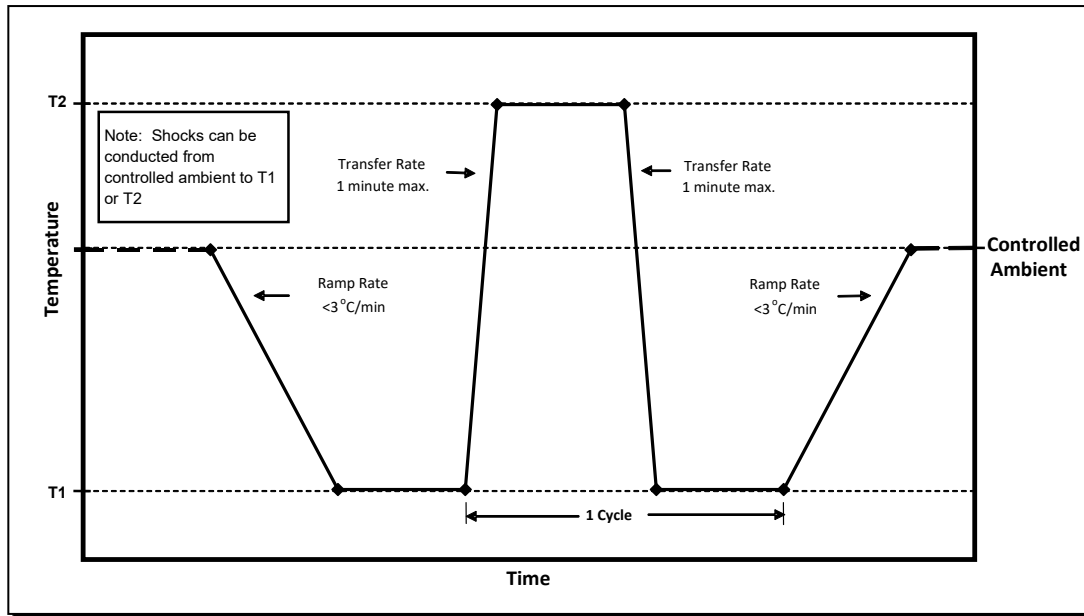 T2
Note: Shocks can be
conducted from
controlled ambient to T1
or T2
Transfer Rate
1 minute max.
Transfer Rate
1 minute max.
Temperature
Controlled
Ambient
Ramp Rate
<3°C/min
Ramp Rate
<3°C/min
T1
1 Cycle
Time